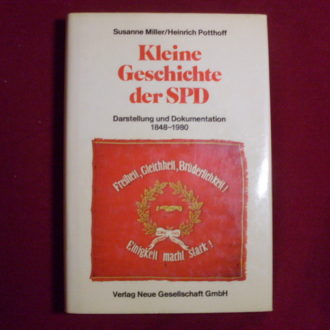 Susanne Miller/Heinrich Potthoff
Kleine
Geschichte
der SPD
Darstellung und Dokumentation
1848-1980
Freiheit, Gleichheit, Brüderlichkeit!
Einigkeit macht stark!
Verlag Neue Gesellschaft GmbH